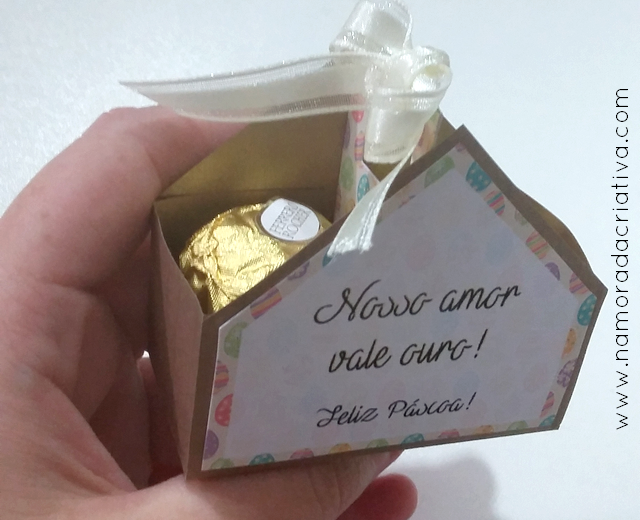 FERRERO
ROCHER
Nosso amor
vale ouro!
Feliz Páscoa!
www.namoradacriativa.com